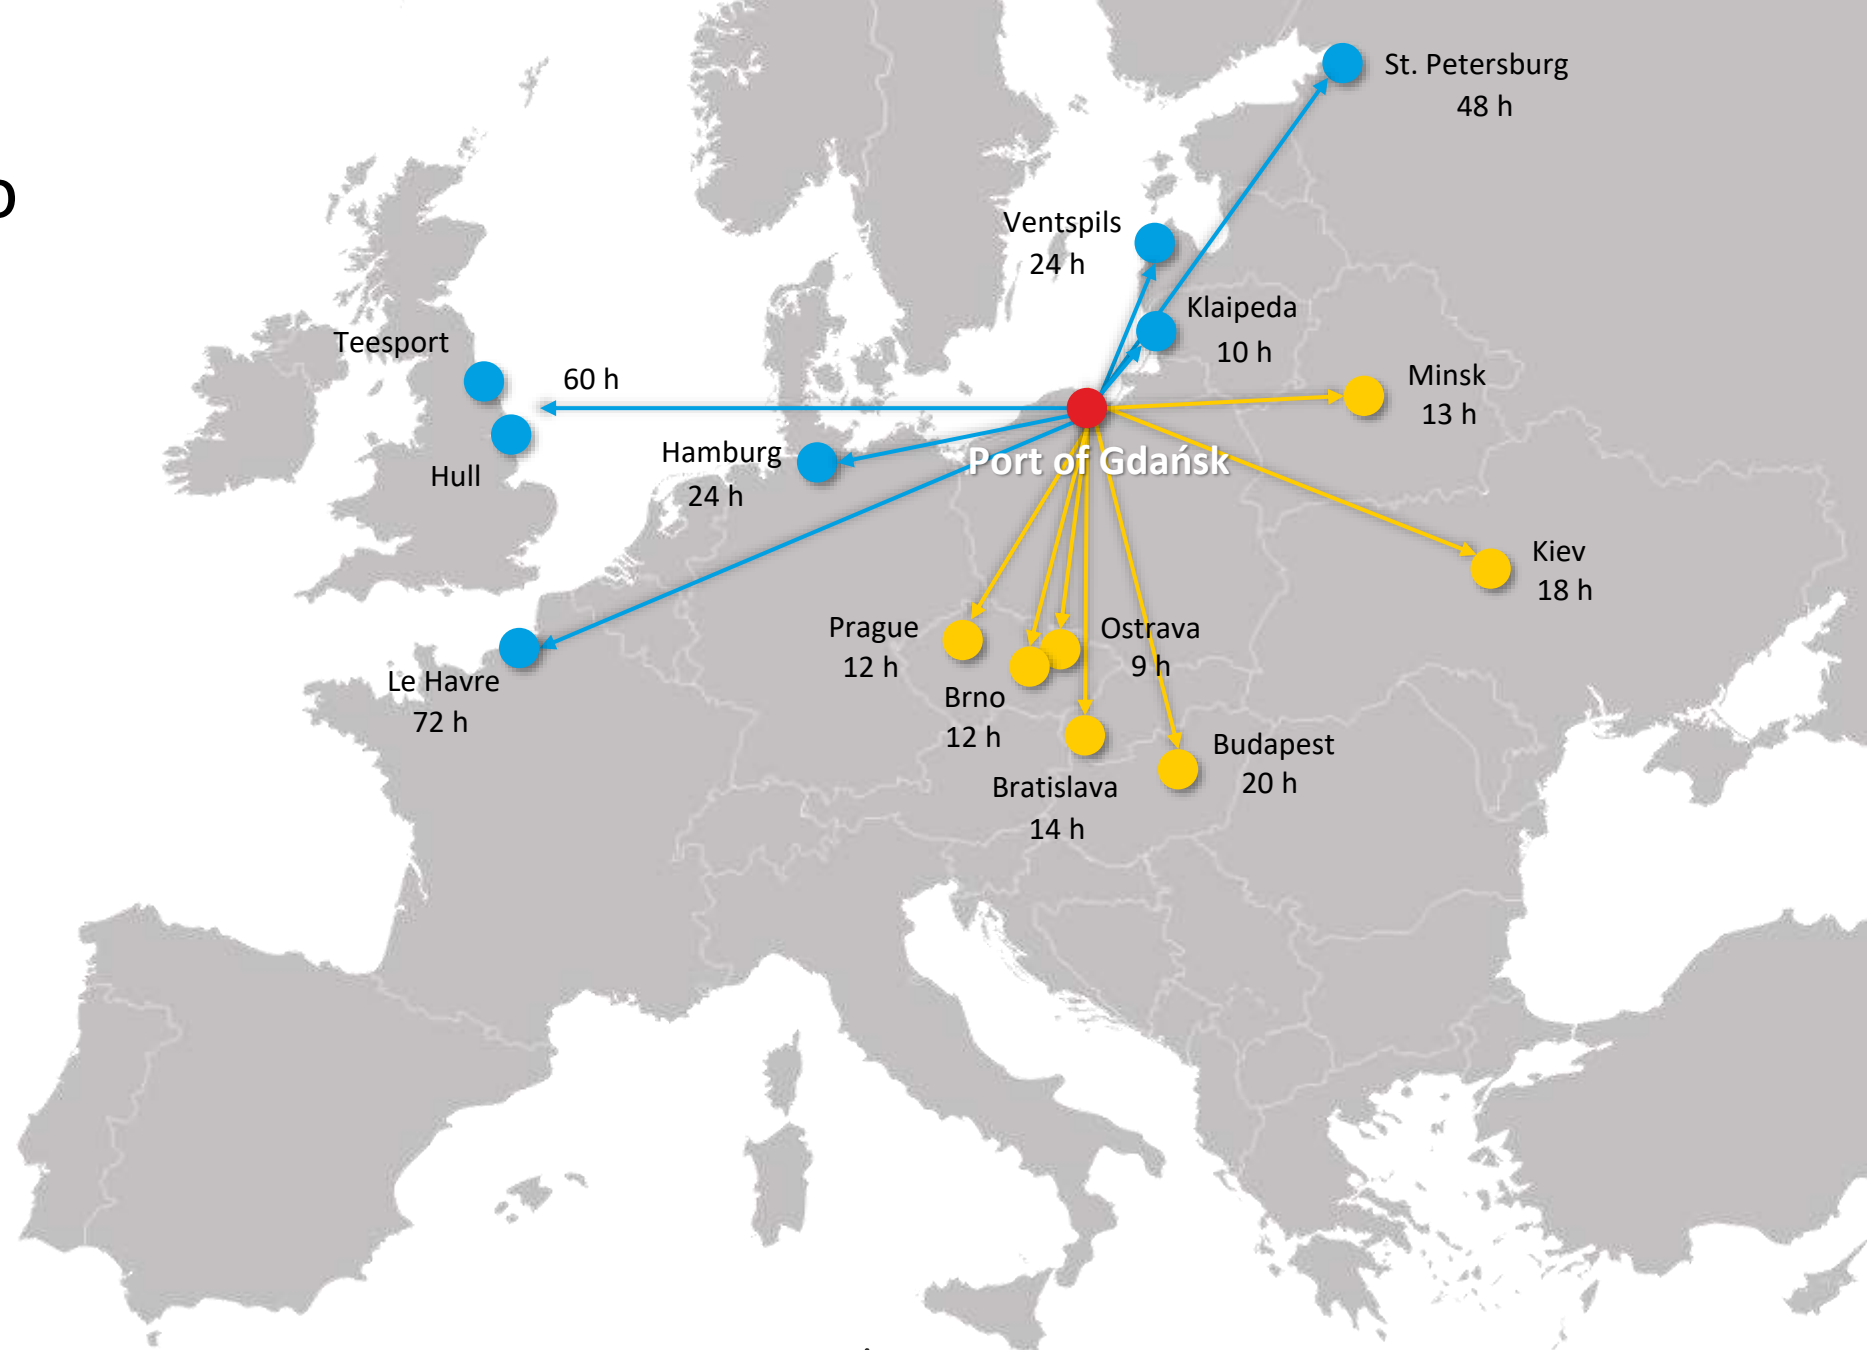 St. Petersburg
48 h
Ventspils
24 h
Klaipeda
10 h
Teesport
60 h
Minsk
13 h
Hamburg
24 h
Port of Gdańsk
Hull
Kiev
18 h
Prague
12 h
Ostrava
9 h
Le Havre
72 h
Brno
12 h
Budapest
20 h
Bratislava
14 h